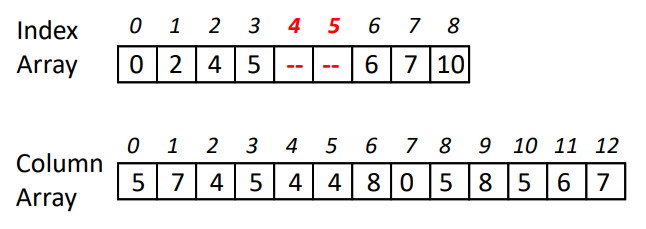 0 1 2 3 4 5 6 7 8
Index
Array
0 2 4 5 -- -- 6 7 10
0 1 2 3 4 5 6 7 8 9 10 11 12
Column
Array
5 7 4 5 4 4 8 0 5 8 5 6 7